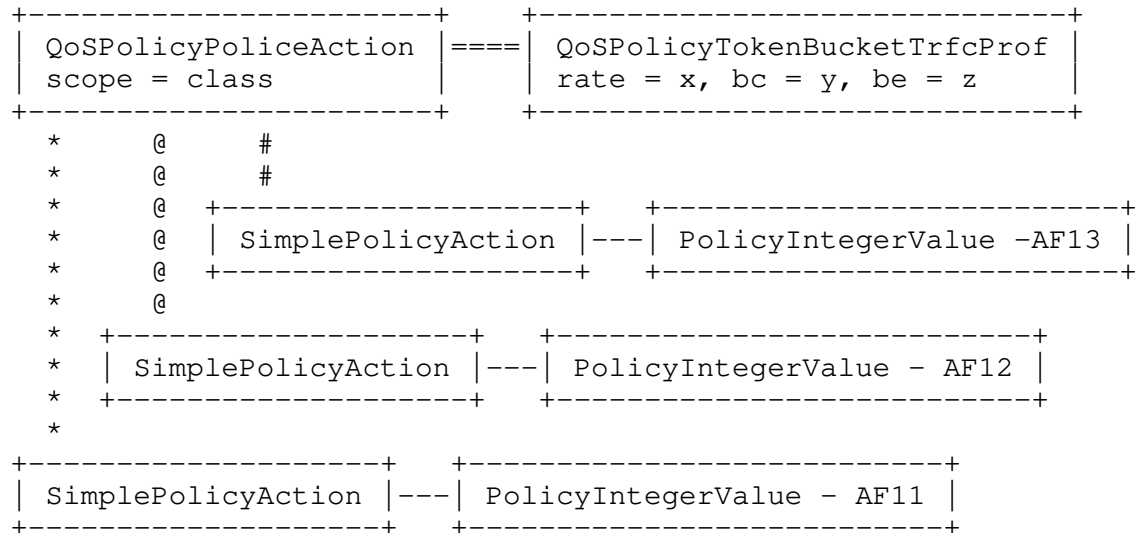 +-----------------------+    +------------------------------+
| QoSPolicyPoliceAction |====| QoSPolicyTokenBucketTrfcProf |
| scope = class         |    | rate = x, bc = y, be = z     |
+-----------------------+    +------------------------------+
  *     @     #
  *     @     #
  *     @  +--------------------+   +--------------------------+
  *     @  | SimplePolicyAction |---| PolicyIntegerValue -AF13 |
  *     @  +--------------------+   +--------------------------+
  *     @
  *  +--------------------+   +---------------------------+
  *  | SimplePolicyAction |---| PolicyIntegerValue - AF12 |
  *  +--------------------+   +---------------------------+
  *
+--------------------+   +---------------------------+
| SimplePolicyAction |---| PolicyIntegerValue - AF11 |
+--------------------+   +---------------------------+